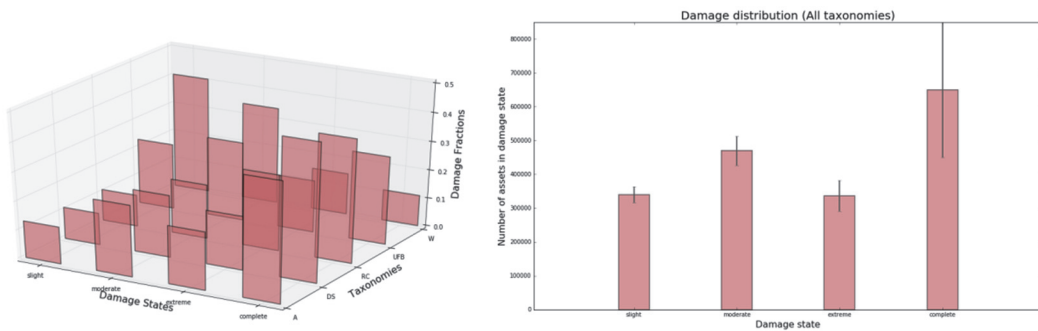 0.5
0.4
0.3
0.2
0.1
0.0
Damage Fractions
slight
moderate
extreme
complete
Damage States
A
DS
RC
UFB
W
Taxonomies
Damage distribution (All taxonomies)
800000
700000
600000
500000
400000
300000
200000
100000
0
Number of assets in damage state
slight
moderate
extreme
complete
Damage state